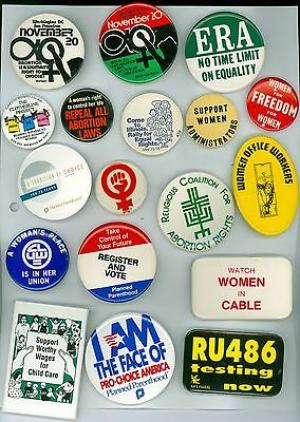 Washington DC
San Francisco
NOVEMBER
20
ABORTION
IS A WOMAN'S
RIGHT TO
CHOOSE!
November 20
ERA
NO TIME LIMIT
ON EQUALITY
A woman's right
to control her life
REPEAL ALL
ABORTION
LAWS
Come to
Illinois,
Rally for
Equal Rights
SUPPORT
WOMEN
ADMINISTRATORS
WOMEN
FOR
FREEDOM
FOR
WOMEN
CHOICE
RELIGIOUS COALITION
FOR
ABORTION RIGHTS
WOMEN OFFICE WORKERS
A WOMAN'S PLACE
IS IN HER
UNION
Take Control
of Your Future
REGISTER
AND
VOTE
Planned
Parenthood
WATCH
WOMEN
IN
CABLE
Support
Worthy
Wages
for
Child Care
I AM
THE FACE OF
PRO-CHOICE AMERICA
Planned Parenthood
RU486
testing
now